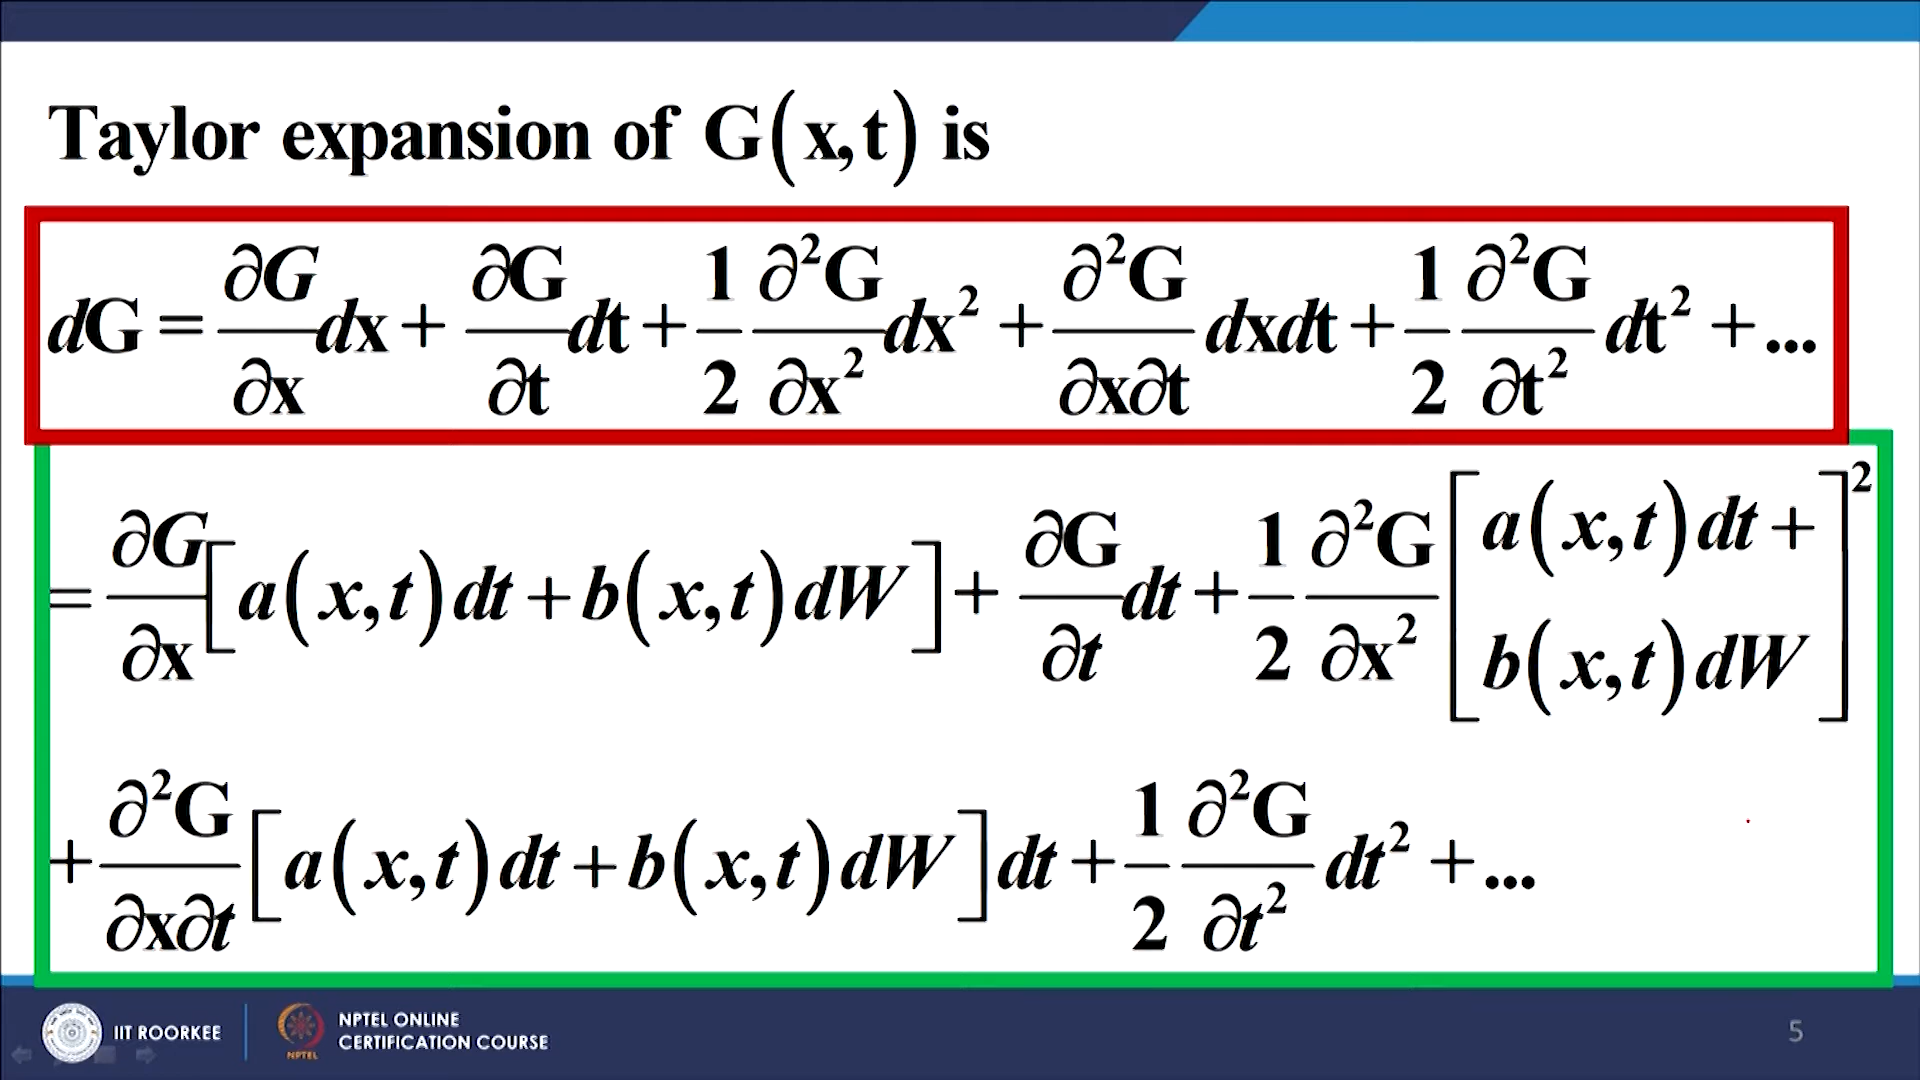 Taylor expansion of G(x,t) is
dG = ∂G/∂x dx + ∂G/∂t dt + 1/2 ∂²G/∂x² dx² + ∂²G/∂x∂t dxdt + 1/2 ∂²G/∂t² dt² + ...
= ∂G/∂x [a(x,t)dt + b(x,t)dW] + ∂G/∂t dt + 1/2 ∂²G/∂x² [a(x,t)dt + b(x,t)dW]²
+ ∂²G/∂x∂t [a(x,t)dt + b(x,t)dW]dt + 1/2 ∂²G/∂t² dt² + ...
IIT ROORKEE
NPTEL
NPTEL ONLINE
CERTIFICATION COURSE
5